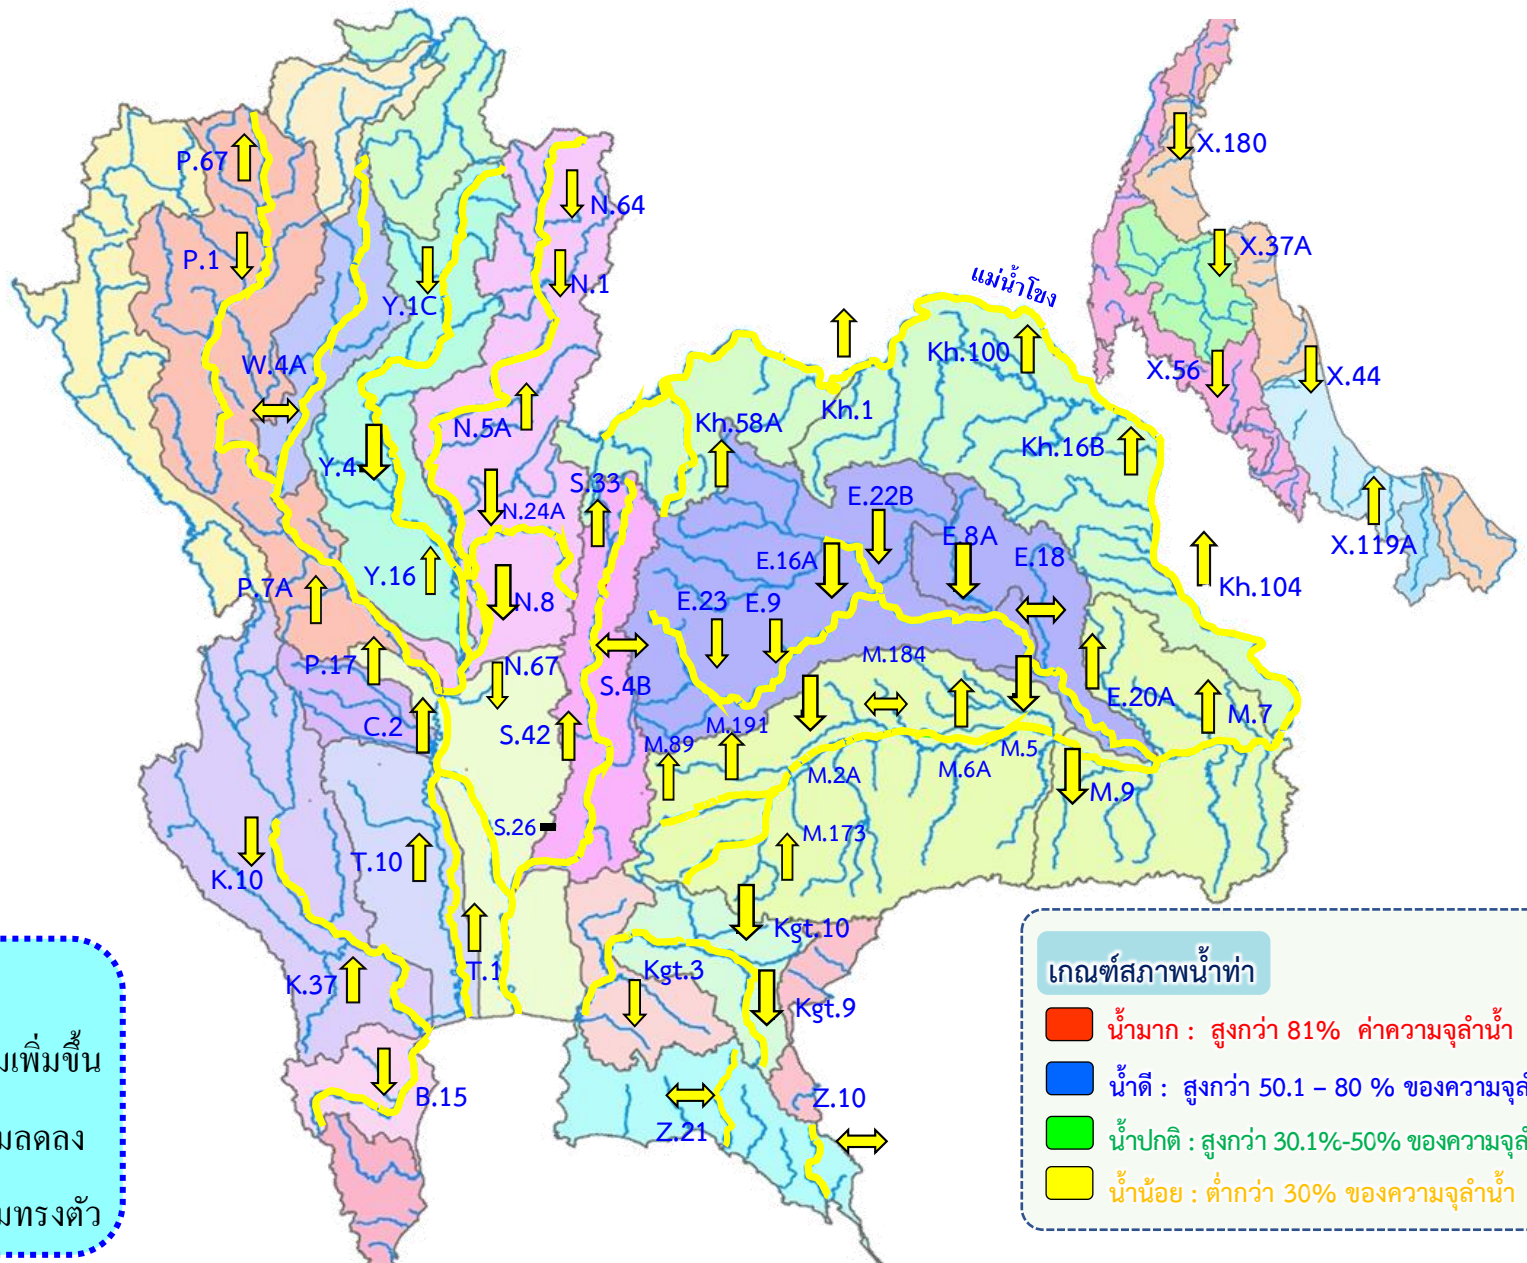 P.67
X.180
N.64
P.1
X.37A
N.1
แม่น้ำโขง
Y.1C
Kh.100
W.4A
X.56
X.44
Kh.1
Kh.58A
N.5A
Kh.16B
Y.4
S.33
E.22B
N.24A
E.8A
X.119A
E.16A
E.18
Y.16
P.7A
Kh.104
N.8
E.23
E.9
P.17
N.67
M.184
S.4B
E.20A
C.2
S.42
M.191
M.7
M.89
M.5
M.2A
M.6A
M.9
S.26
M.173
T.10
K.10
Kgt.10
T.1
Kgt.3
K.37
Kgt.9
B.15
Z.10
Z.21
มเพิ่มขึ้น
มลดลง
มทรงตัว
เกณฑ์สภาพน้ำท่า
น้ำมาก : สูงกว่า 81% ค่าความจุลำน้ำ
น้ำดี : สูงกว่า 50.1 – 80 % ของความจุลำ
น้ำปกติ : สูงกว่า 30.1%-50% ของความจุลำ
น้ำน้อย : ต่ำกว่า 30% ของความจุลำน้ำ